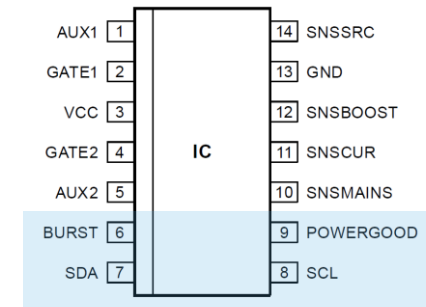 AUX1 1 14 SNSSRC
GATE1 2 13 GND
VCC 3 12 SNSBOOST
GATE2 4 IC 11 SNSCUR
AUX2 5 10 SNSMAINS
BURST 6 9 POWERGOOD
SDA 7 8 SCL